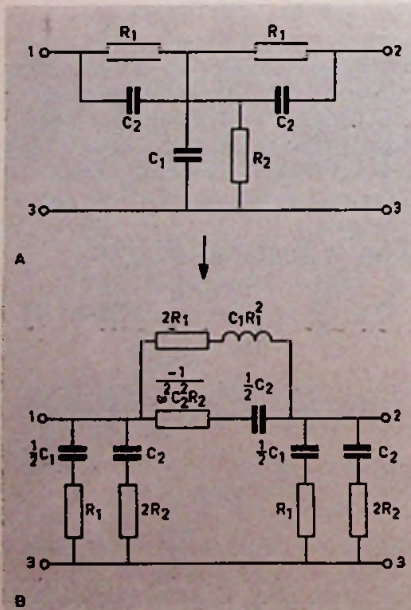 R₁ R₁
1 2
C₂ C₂
C₁ R₂
3 3
A
2R₁ C₁R₁²
-1
ω²C₂²R₂ ½C₂
1 2
½C₁ C₂ ½C₁ C₂
R₁ 2R₂ R₁ 2R₂
3 3
B